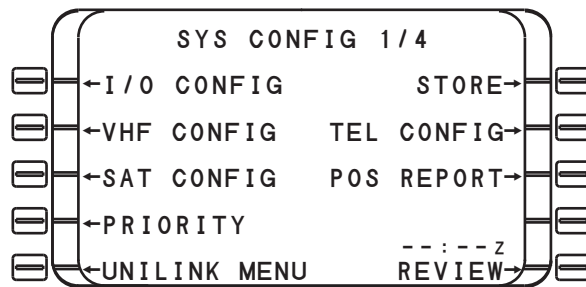 SYS CONFIG 1/4
←I/O CONFIG STORE→
←VHF CONFIG TEL CONFIG→
←SAT CONFIG POS REPORT→
←PRIORITY
--:--Z
←UNILINK MENU REVIEW→